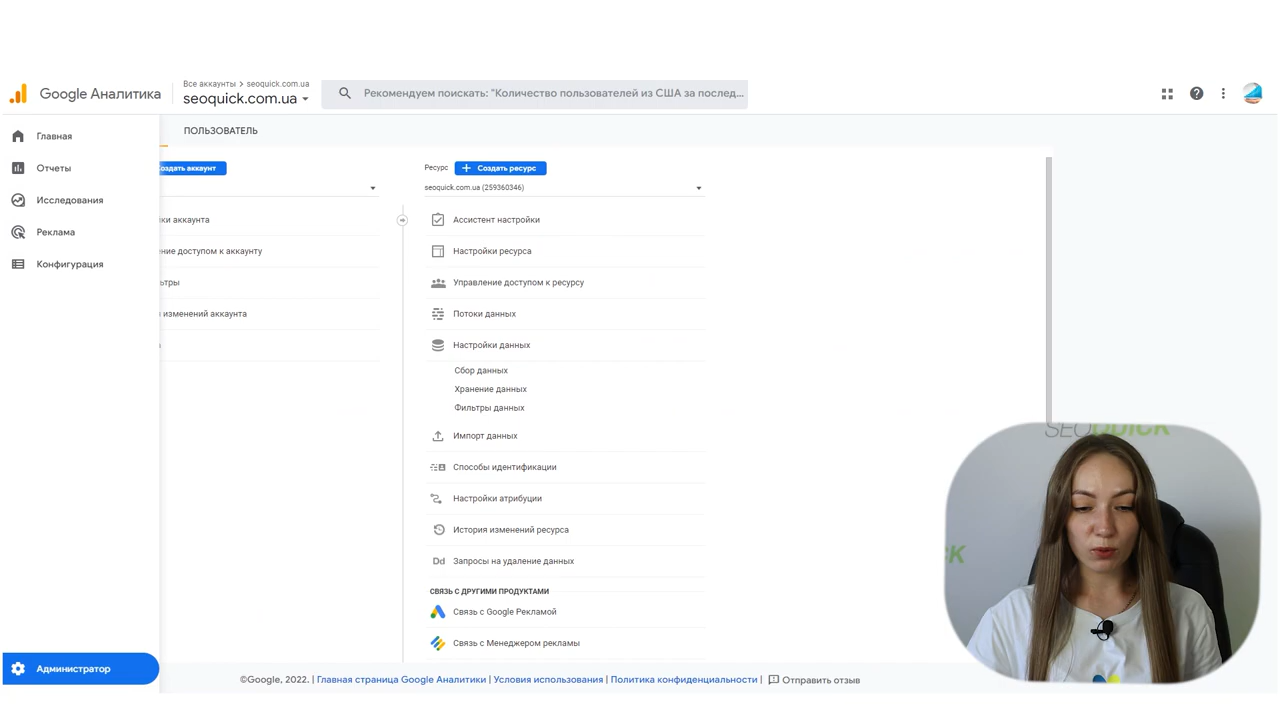 Google Аналитика
Все аккаунты > seoquick.com.ua
seoquick.com.ua
Рекомендуем поискать: "Количество пользователей из США за послед...
Главная
Отчеты
Исследования
Реклама
Конфигурация
Администратор
ПОЛЬЗОВАТЕЛЬ
оздать аккаунт
ки аккаунта
ение доступом к аккаунту
ьтры
изменений аккаунта
Ресурс
+ Создать ресурс
seoquick.com.ua (259360346)
Ассистент настройки
Настройки ресурса
Управление доступом к ресурсу
Потоки данных
Настройки данных
Сбор данных
Хранение данных
Фильтры данных
Импорт данных
Способы идентификации
Настройки атрибуции
История изменений ресурса
Dd Запросы на удаление данных
СВЯЗЬ С ДРУГИМИ ПРОДУКТАМИ
Связь с Google Рекламой
Связь с Менеджером рекламы
SEOQUICK
©Google, 2022. | Главная страница Google Аналитики | Условия использования | Политика конфиденциальности | Отправить отзыв